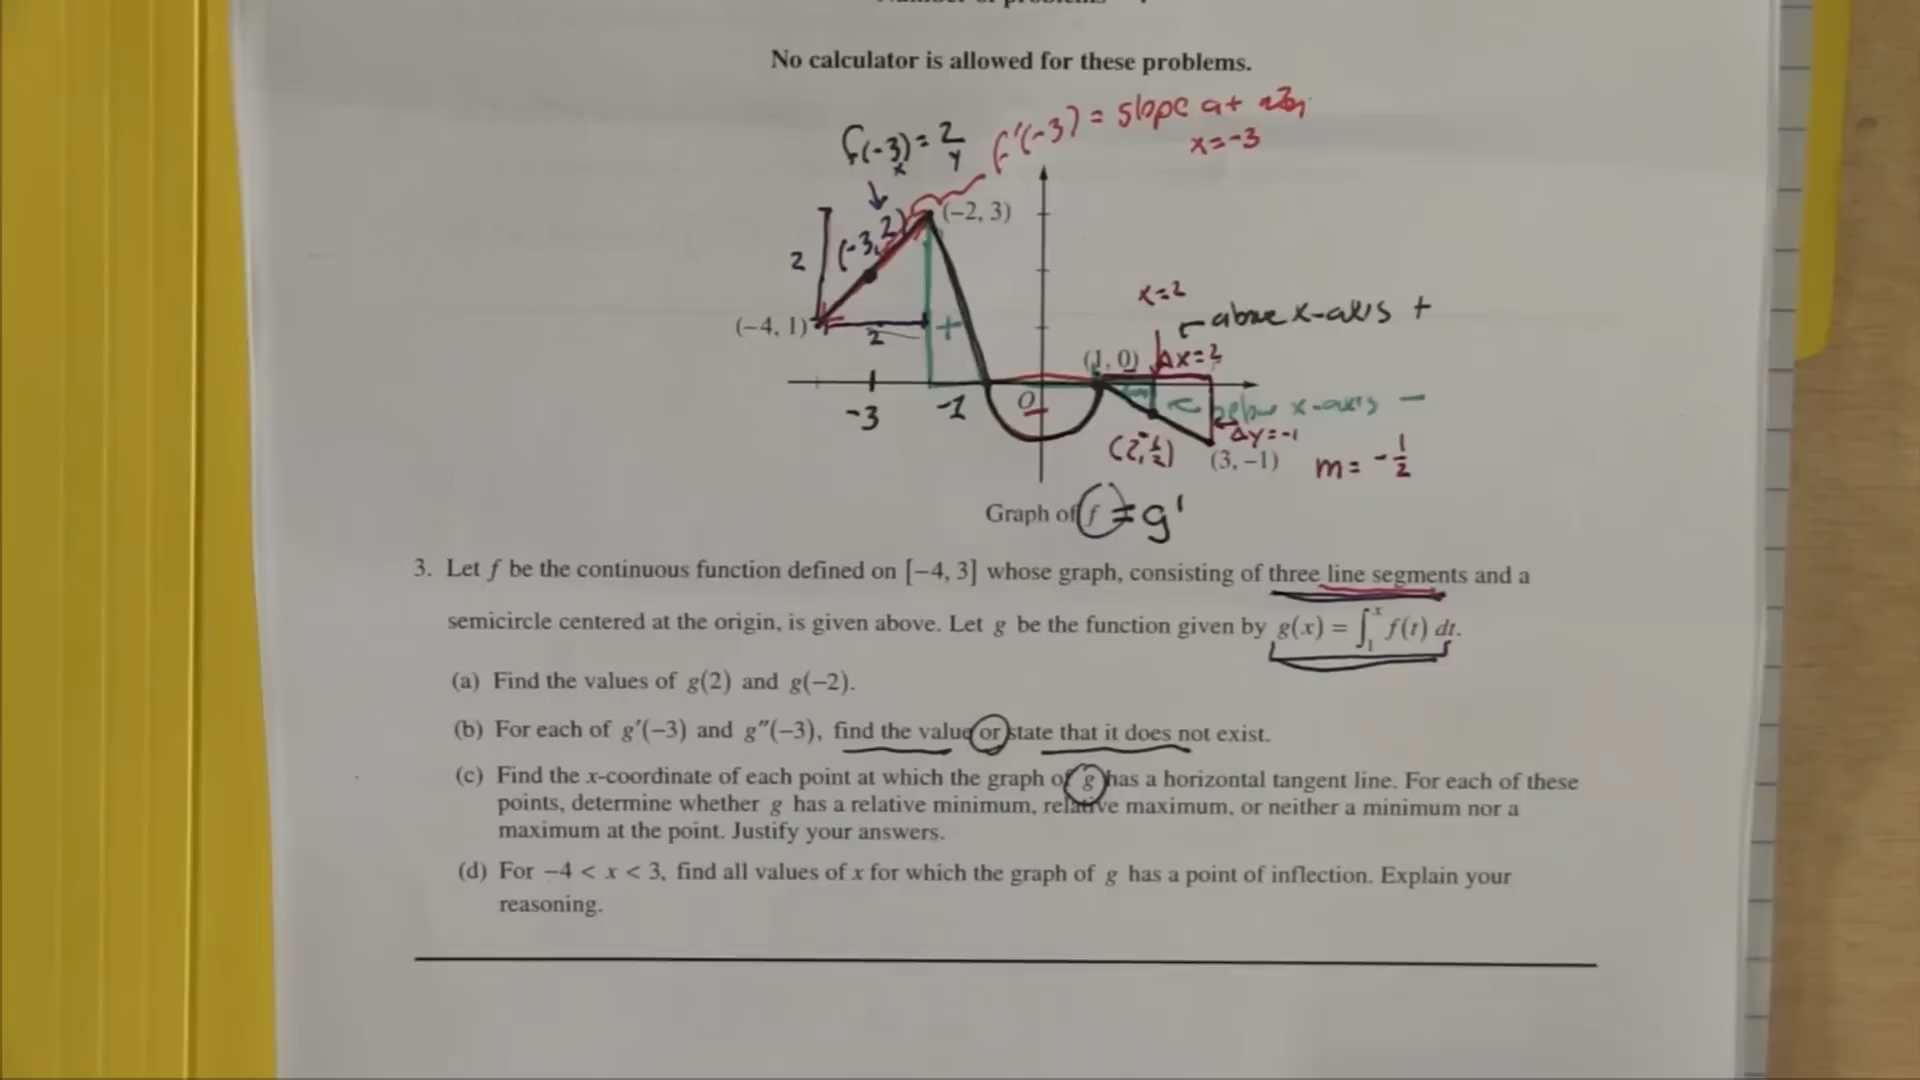 No calculator is allowed for these problems.
f(-3) = 2
x y
f'(-3) = slope at
x=-3
(−2, 3)
(-3, 2)
2
(−4, 1)
2
+
x=2
above x-axis +
(1, 0)
Δx=2
-3
-1
O
below x-axis −
Δy=-1
(2,-1/2)
(3, −1)
m = -1/2
Graph of f = g'
3. Let f be the continuous function defined on [−4, 3] whose graph, consisting of three line segments and a
semicircle centered at the origin, is given above. Let g be the function given by g(x) = ∫₁ˣ f(t) dt.
(a) Find the values of g(2) and g(−2).
(b) For each of g′(−3) and g″(−3), find the value or state that it does not exist.
(c) Find the x-coordinate of each point at which the graph of g has a horizontal tangent line. For each of these
points, determine whether g has a relative minimum, relative maximum, or neither a minimum nor a
maximum at the point. Justify your answers.
(d) For −4 < x < 3, find all values of x for which the graph of g has a point of inflection. Explain your
reasoning.